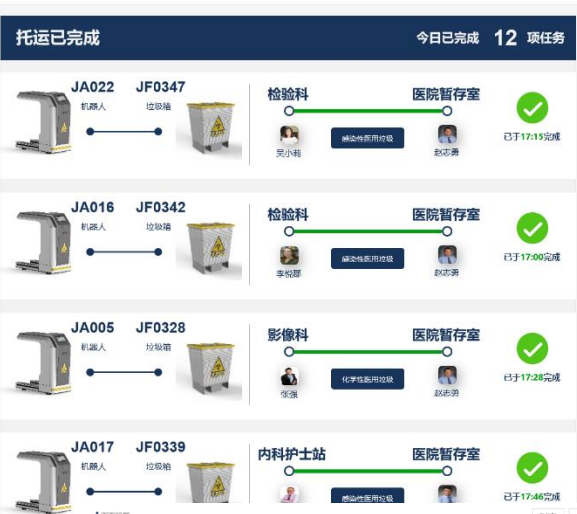 托运已完成
今日已完成 12 项任务
JA022 JF0347 检验科 医院暂存室
机器人 垃圾箱
感染性医用垃圾 已于17:15完成
吴小莉 赵志勇
JA016 JF0342 检验科 医院暂存室
机器人 垃圾箱
感染性医用垃圾 已于17:00完成
李悦郡 赵志勇
JA005 JF0328 影像科 医院暂存室
机器人 垃圾箱
化学性医用垃圾 已于17:28完成
张强 赵志勇
JA017 JF0339 内科护士站 医院暂存室
机器人 垃圾箱
感染性医用垃圾 已于17:46完成